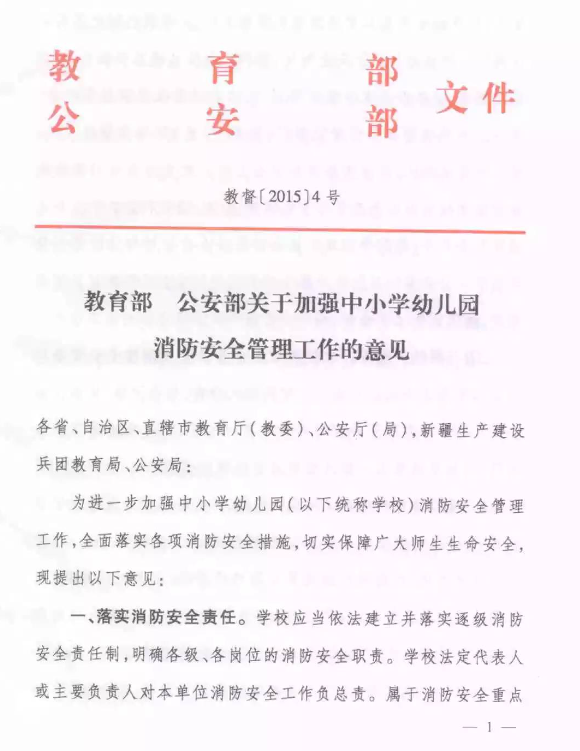 教育部
公安部
文件
教督〔2015〕4号
教育部 公安部关于加强中小学幼儿园
消防安全管理工作的意见
各省、自治区、直辖市教育厅(教委)、公安厅(局),新疆生产建设
兵团教育局、公安局:
为进一步加强中小学幼儿园(以下统称学校)消防安全管理
工作,全面落实各项消防安全措施,切实保障广大师生生命安全,
现提出以下意见:
一、落实消防安全责任。学校应当依法建立并落实逐级消防
安全责任制,明确各级、各岗位的消防安全职责。学校法定代表人
或主要负责人对本单位消防安全工作负总责。属于消防安全重点
— 1 —